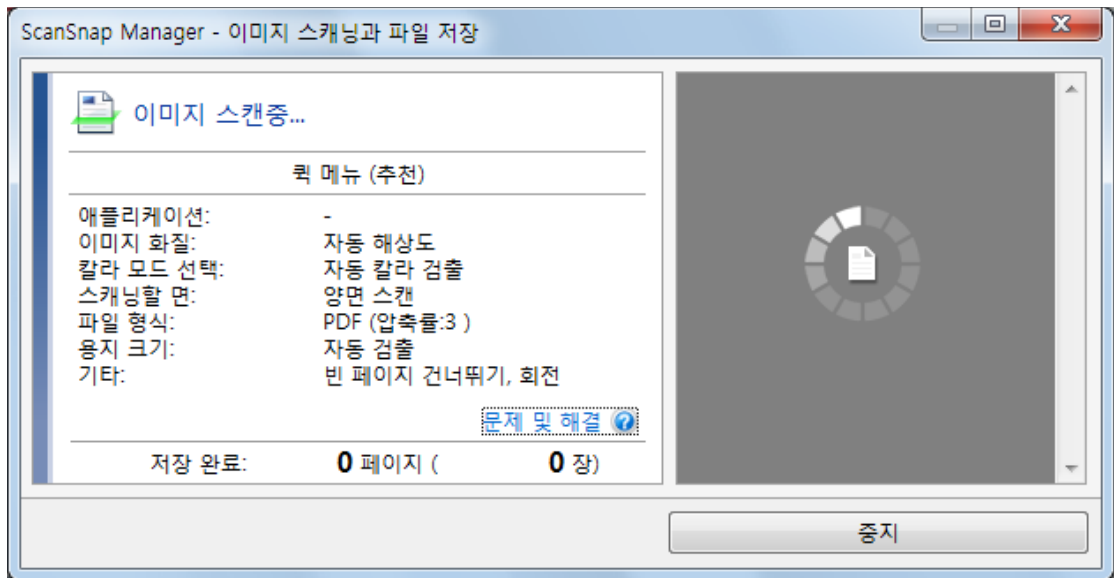 ScanSnap Manager - 이미지 스캐닝과 파일 저장
이미지 스캔중...
퀵 메뉴 (추천)
애플리케이션: -
이미지 화질: 자동 해상도
칼라 모드 선택: 자동 칼라 검출
스캐닝할 면: 양면 스캔
파일 형식: PDF (압축률:3 )
용지 크기: 자동 검출
기타: 빈 페이지 건너뛰기, 회전
문제 및 해결 ?
저장 완료: 0 페이지 ( 0 장)
중지